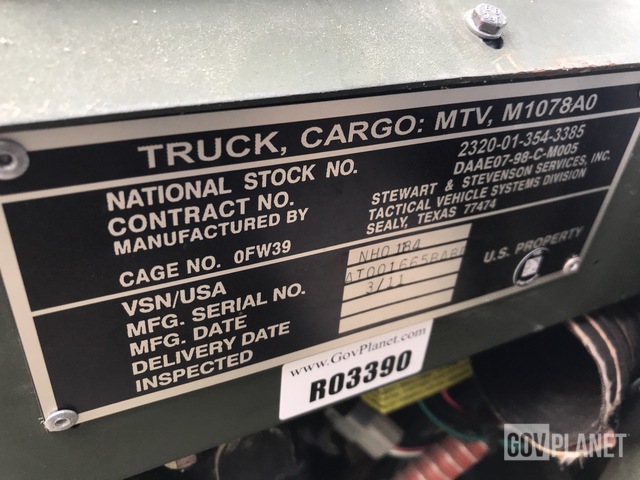 TRUCK, CARGO: MTV, M1078A0
NATIONAL STOCK NO. 2320-01-354-3385
CONTRACT NO. DAAE07-98-C-M005
MANUFACTURED BY STEWART & STEVENSON SERVICES, INC.
TACTICAL VEHICLE SYSTEMS DIVISION
SEALY, TEXAS 77474
CAGE NO. 0FW39
VSN/USA NH0184
MFG. SERIAL NO.
MFG. DATE 3/11
DELIVERY DATE
INSPECTED
U.S. PROPERTY
www.GovPlanet.com
R03390
GOVPLANET